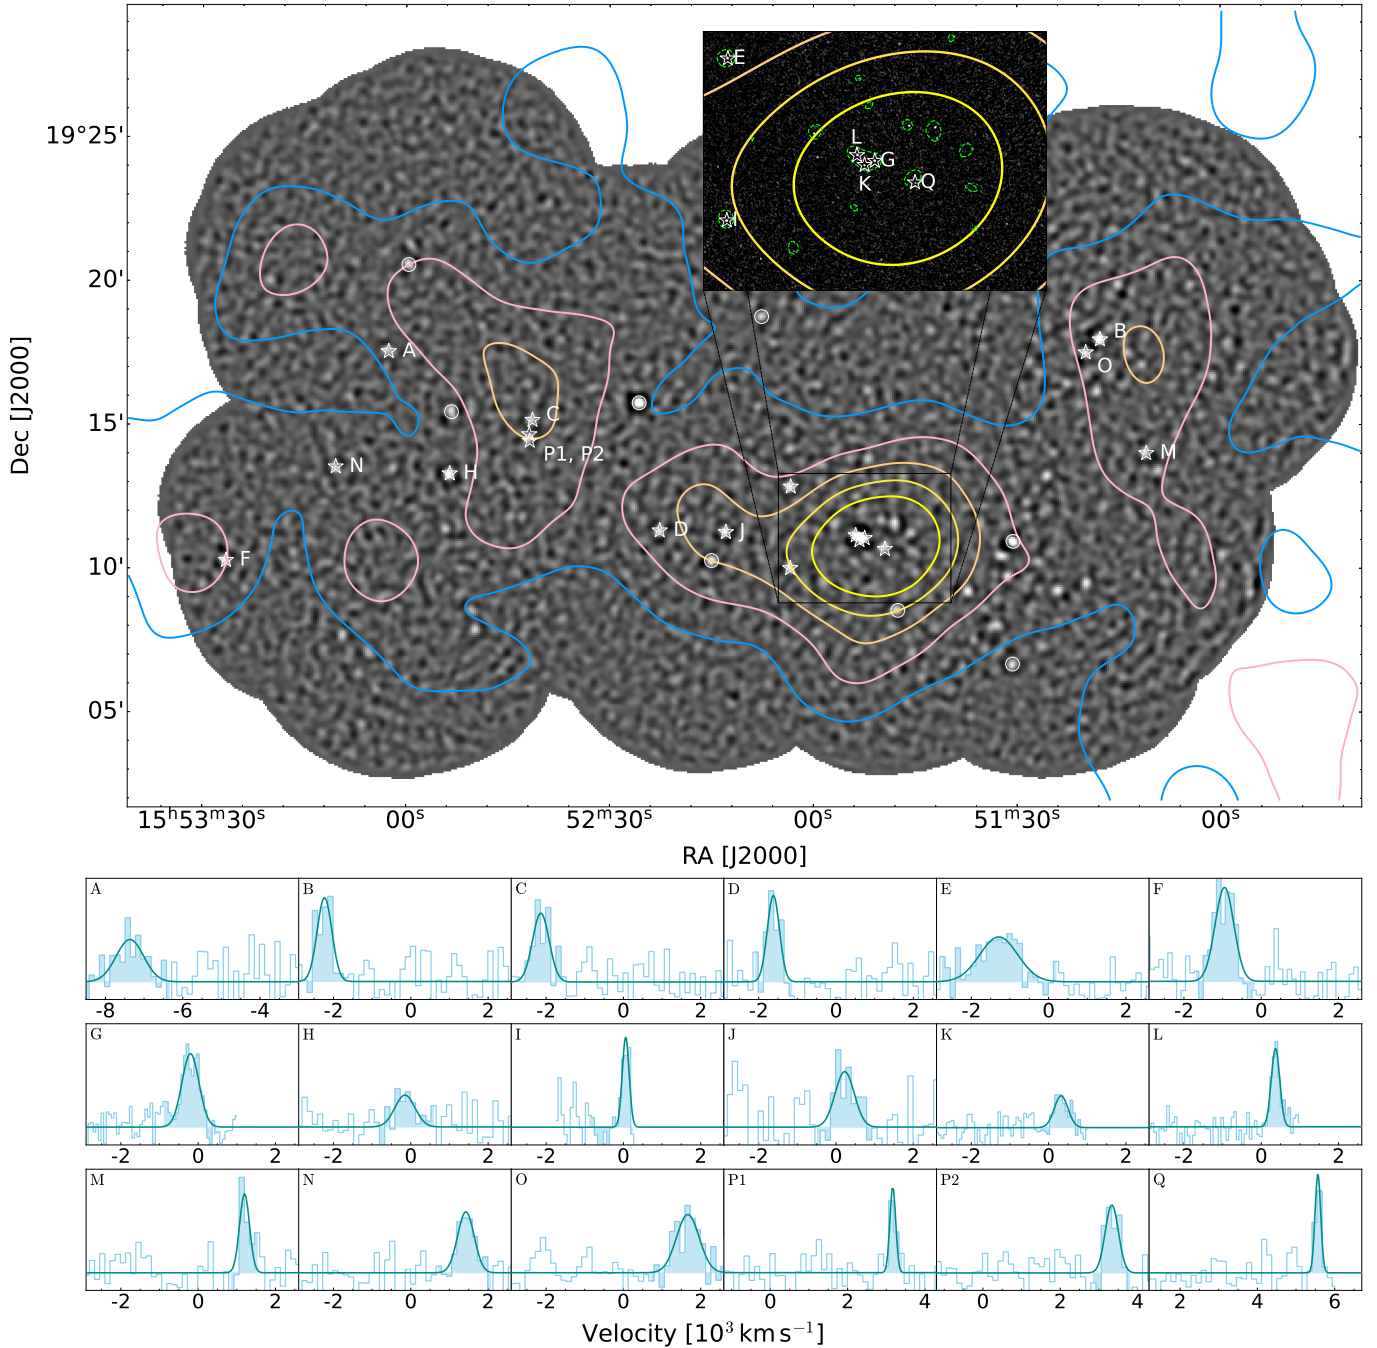 E
L
G
K
Q
I
19°25'
20'
15'
10'
05'
Dec [J2000]
A
B
O
C
P1, P2
M
N
H
D
J
F
15ʰ53ᵐ30ˢ 00ˢ 52ᵐ30ˢ 00ˢ 51ᵐ30ˢ 00ˢ
RA [J2000]
A B C D E F
-8 -6 -4 -2 0 2 -2 0 2 -2 0 2 -2 0 2 -2 0 2
G H I J K L
-2 0 2 -2 0 2 -2 0 2 -2 0 2 -2 0 2 -2 0 2
M N O P1 P2 Q
-2 0 2 -2 0 2 -2 0 2 0 2 4 0 2 4 2 4 6
Velocity [10³ km s⁻¹]